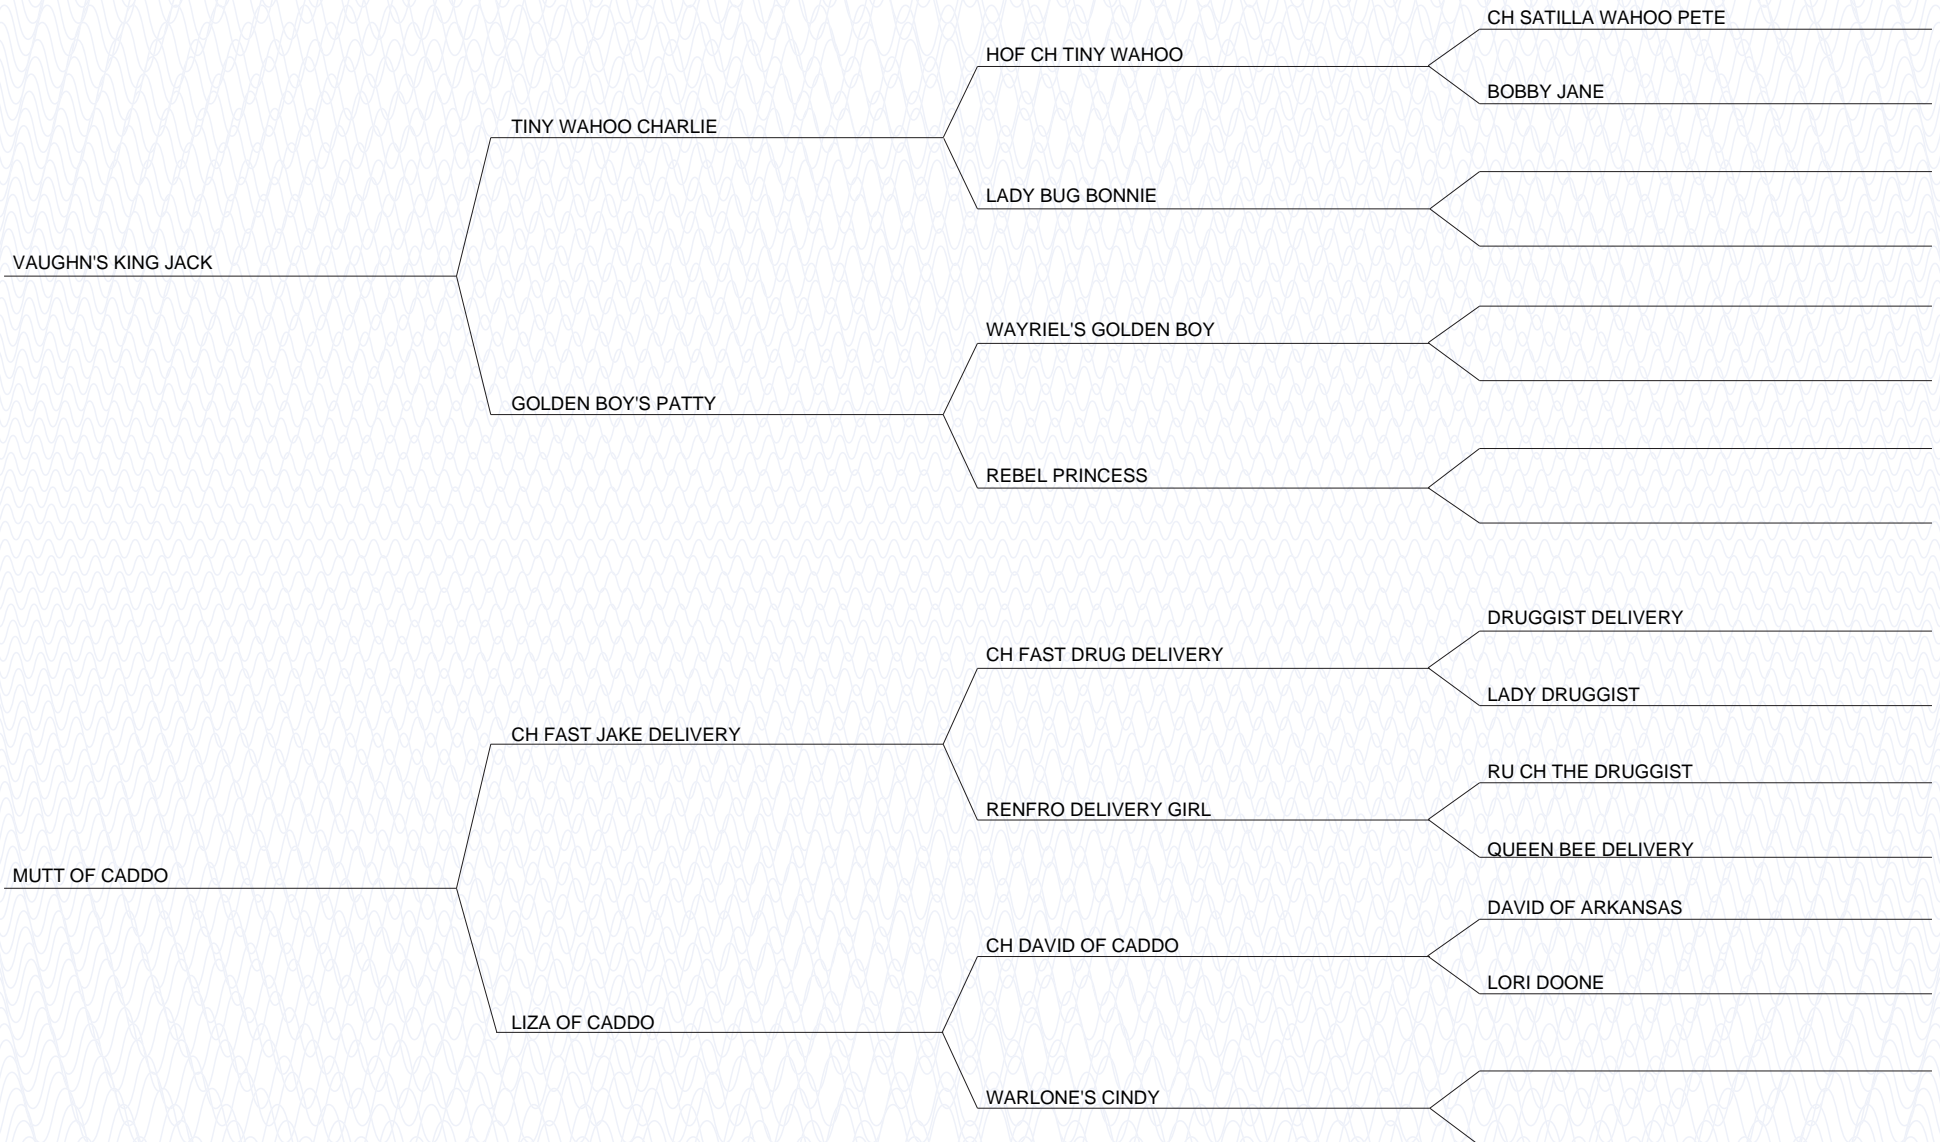 CH SATILLA WAHOO PETE
HOF CH TINY WAHOO
BOBBY JANE
TINY WAHOO CHARLIE
LADY BUG BONNIE
VAUGHN'S KING JACK
WAYRIEL'S GOLDEN BOY
GOLDEN BOY'S PATTY
REBEL PRINCESS
DRUGGIST DELIVERY
CH FAST DRUG DELIVERY
LADY DRUGGIST
CH FAST JAKE DELIVERY
RU CH THE DRUGGIST
RENFRO DELIVERY GIRL
QUEEN BEE DELIVERY
MUTT OF CADDO
DAVID OF ARKANSAS
CH DAVID OF CADDO
LORI DOONE
LIZA OF CADDO
WARLONE'S CINDY